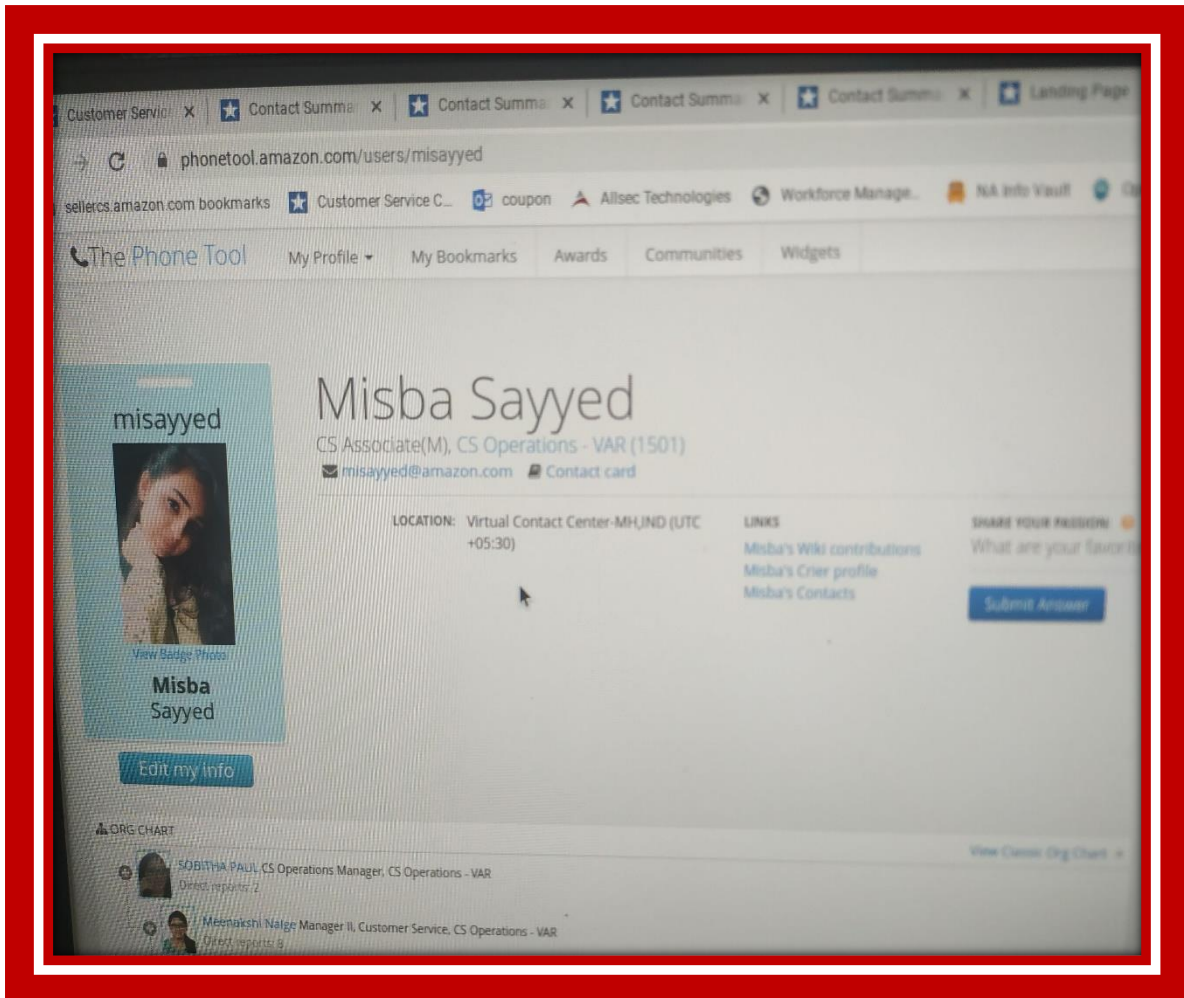 Customer Servic
Contact Summa
Contact Summa
Contact Summa
Contact Summa
Landing Page
phonetool.amazon.com/users/misayyed
sellercs.amazon.com bookmarks
Customer Service C...
coupon
Allsec Technologies
Workforce Manage..
NA Info Vault
The Phone Tool
My Profile
My Bookmarks
Awards
Communities
Widgets
misayyed
View Badge Photo
Misba
Sayyed
Edit my info
Misba Sayyed
CS Associate(M), CS Operations - VAR (1501)
misayyed@amazon.com
Contact card
LOCATION: Virtual Contact Center-MH,IND (UTC
+05:30)
LINKS
Misba's Wiki contributions
Misba's Crier profile
Misba's Contacts
SHARE YOUR PASSION
What are your favorite
Submit Answer
ORG CHART
View Classic Org Chart
SOBITHA PAUL CS Operations Manager, CS Operations - VAR
Direct reports: 2
Meenakshi Nalge Manager II, Customer Service, CS Operations - VAR
Direct reports: 8